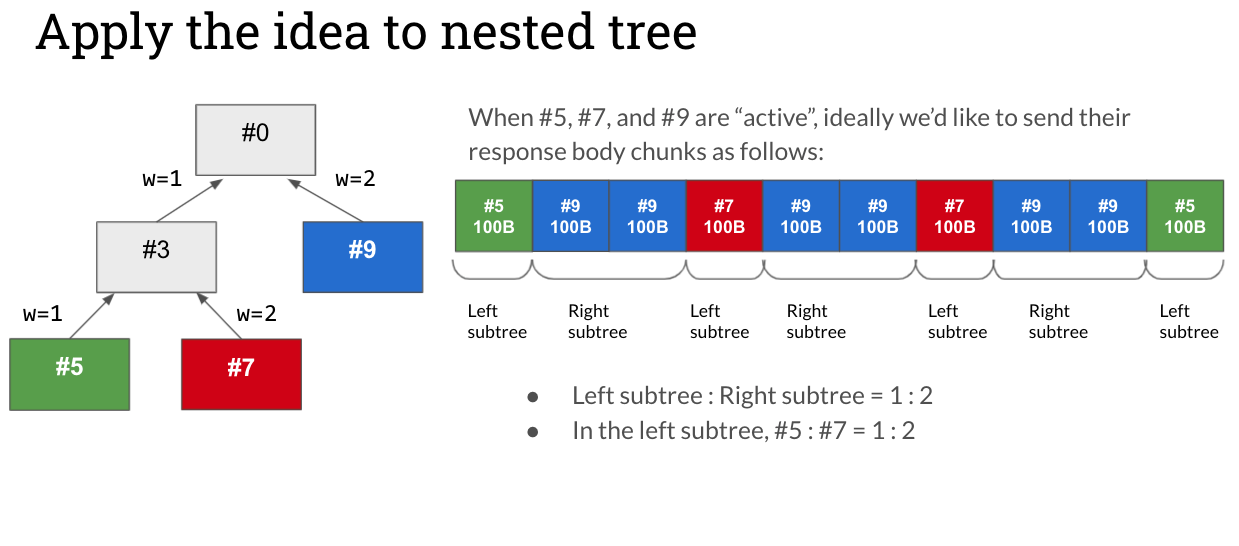 Apply the idea to nested tree
#0
w=1
w=2
#3
#9
w=1
w=2
#5
#7
When #5, #7, and #9 are “active”, ideally we’d like to send their
response body chunks as follows:
#5 #9 #9 #7 #9 #9 #7 #9 #9 #5
100B 100B 100B 100B 100B 100B 100B 100B 100B 100B
Left Right Left Right Left Right Left
subtree subtree subtree subtree subtree subtree subtree
● Left subtree : Right subtree = 1 : 2
● In the left subtree, #5 : #7 = 1 : 2